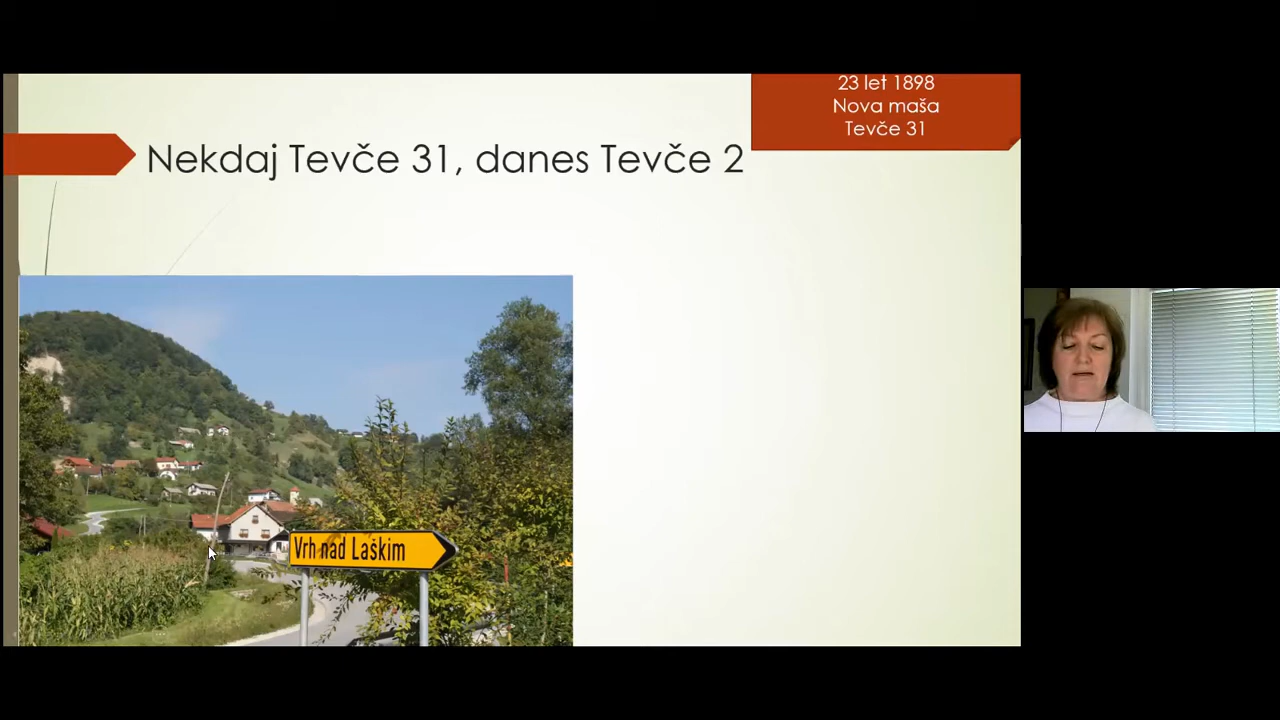 23 let 1898
Nova maša
Tevče 31
Nekdaj Tevče 31, danes Tevče 2
Vrh nad Laškim